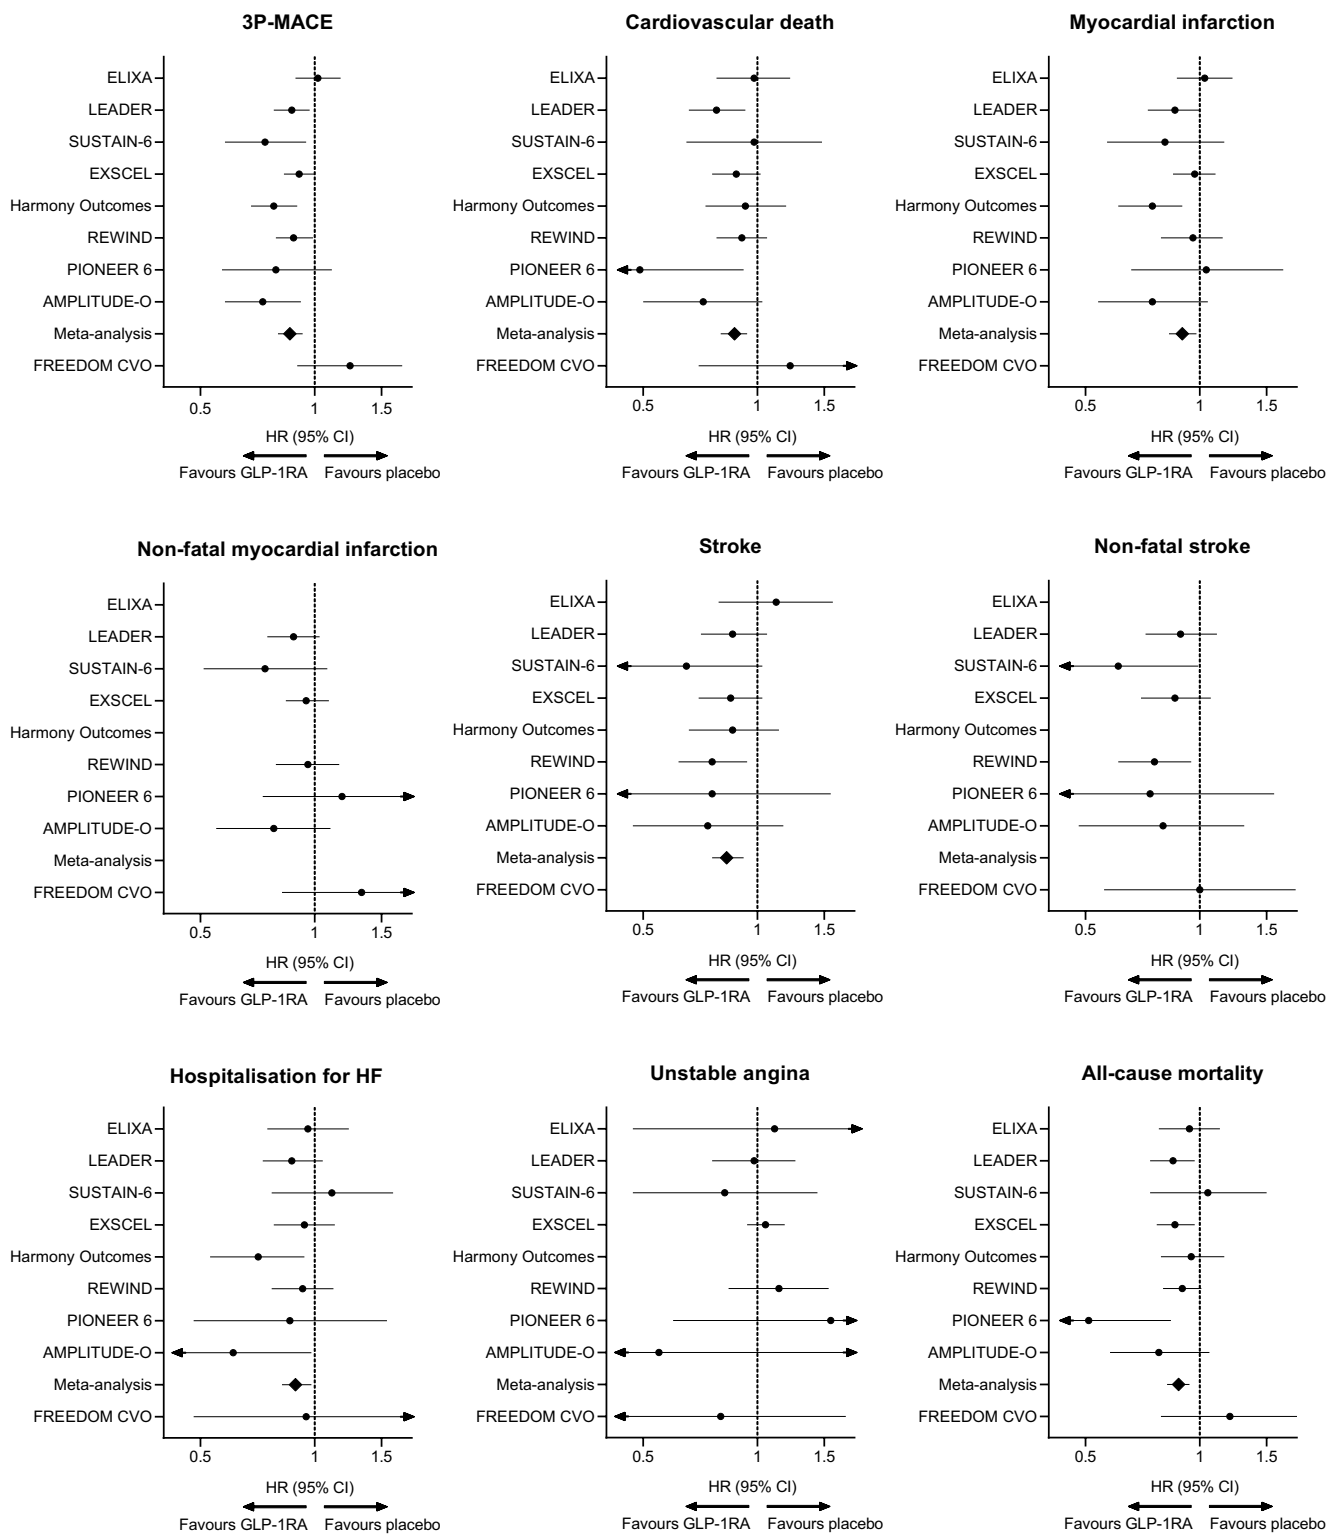 3P-MACE
ELIXA
LEADER
SUSTAIN-6
EXSCEL
Harmony Outcomes
REWIND
PIONEER 6
AMPLITUDE-O
Meta-analysis
FREEDOM CVO
0.5 1 1.5
HR (95% CI)
Favours GLP-1RA Favours placebo
Cardiovascular death
ELIXA
LEADER
SUSTAIN-6
EXSCEL
Harmony Outcomes
REWIND
PIONEER 6
AMPLITUDE-O
Meta-analysis
FREEDOM CVO
0.5 1 1.5
HR (95% CI)
Favours GLP-1RA Favours placebo
Myocardial infarction
ELIXA
LEADER
SUSTAIN-6
EXSCEL
Harmony Outcomes
REWIND
PIONEER 6
AMPLITUDE-O
Meta-analysis
FREEDOM CVO
0.5 1 1.5
HR (95% CI)
Favours GLP-1RA Favours placebo
Non-fatal myocardial infarction
ELIXA
LEADER
SUSTAIN-6
EXSCEL
Harmony Outcomes
REWIND
PIONEER 6
AMPLITUDE-O
Meta-analysis
FREEDOM CVO
0.5 1 1.5
HR (95% CI)
Favours GLP-1RA Favours placebo
Stroke
ELIXA
LEADER
SUSTAIN-6
EXSCEL
Harmony Outcomes
REWIND
PIONEER 6
AMPLITUDE-O
Meta-analysis
FREEDOM CVO
0.5 1 1.5
HR (95% CI)
Favours GLP-1RA Favours placebo
Non-fatal stroke
ELIXA
LEADER
SUSTAIN-6
EXSCEL
Harmony Outcomes
REWIND
PIONEER 6
AMPLITUDE-O
Meta-analysis
FREEDOM CVO
0.5 1 1.5
HR (95% CI)
Favours GLP-1RA Favours placebo
Hospitalisation for HF
ELIXA
LEADER
SUSTAIN-6
EXSCEL
Harmony Outcomes
REWIND
PIONEER 6
AMPLITUDE-O
Meta-analysis
FREEDOM CVO
0.5 1 1.5
HR (95% CI)
Favours GLP-1RA Favours placebo
Unstable angina
ELIXA
LEADER
SUSTAIN-6
EXSCEL
Harmony Outcomes
REWIND
PIONEER 6
AMPLITUDE-O
Meta-analysis
FREEDOM CVO
0.5 1 1.5
HR (95% CI)
Favours GLP-1RA Favours placebo
All-cause mortality
ELIXA
LEADER
SUSTAIN-6
EXSCEL
Harmony Outcomes
REWIND
PIONEER 6
AMPLITUDE-O
Meta-analysis
FREEDOM CVO
0.5 1 1.5
HR (95% CI)
Favours GLP-1RA Favours placebo